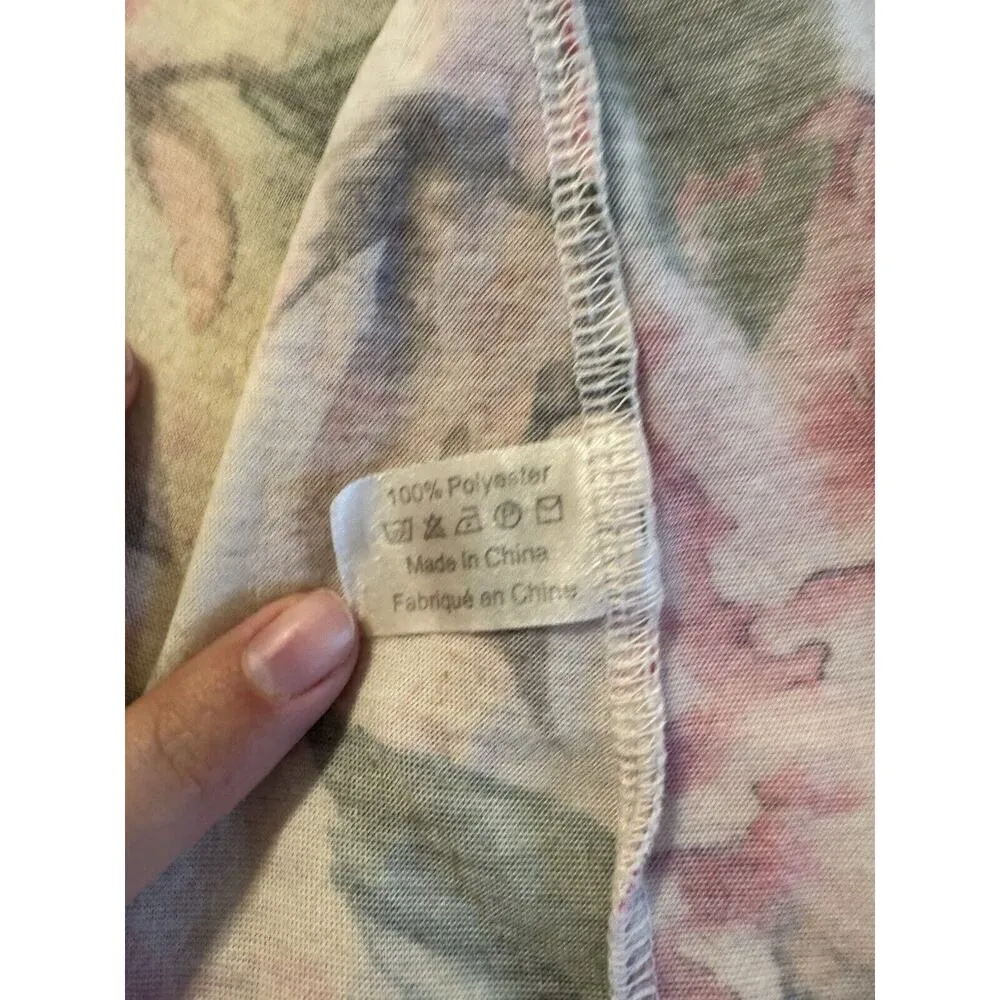 100% Polyester
Made In China
Fabriqué en Chine